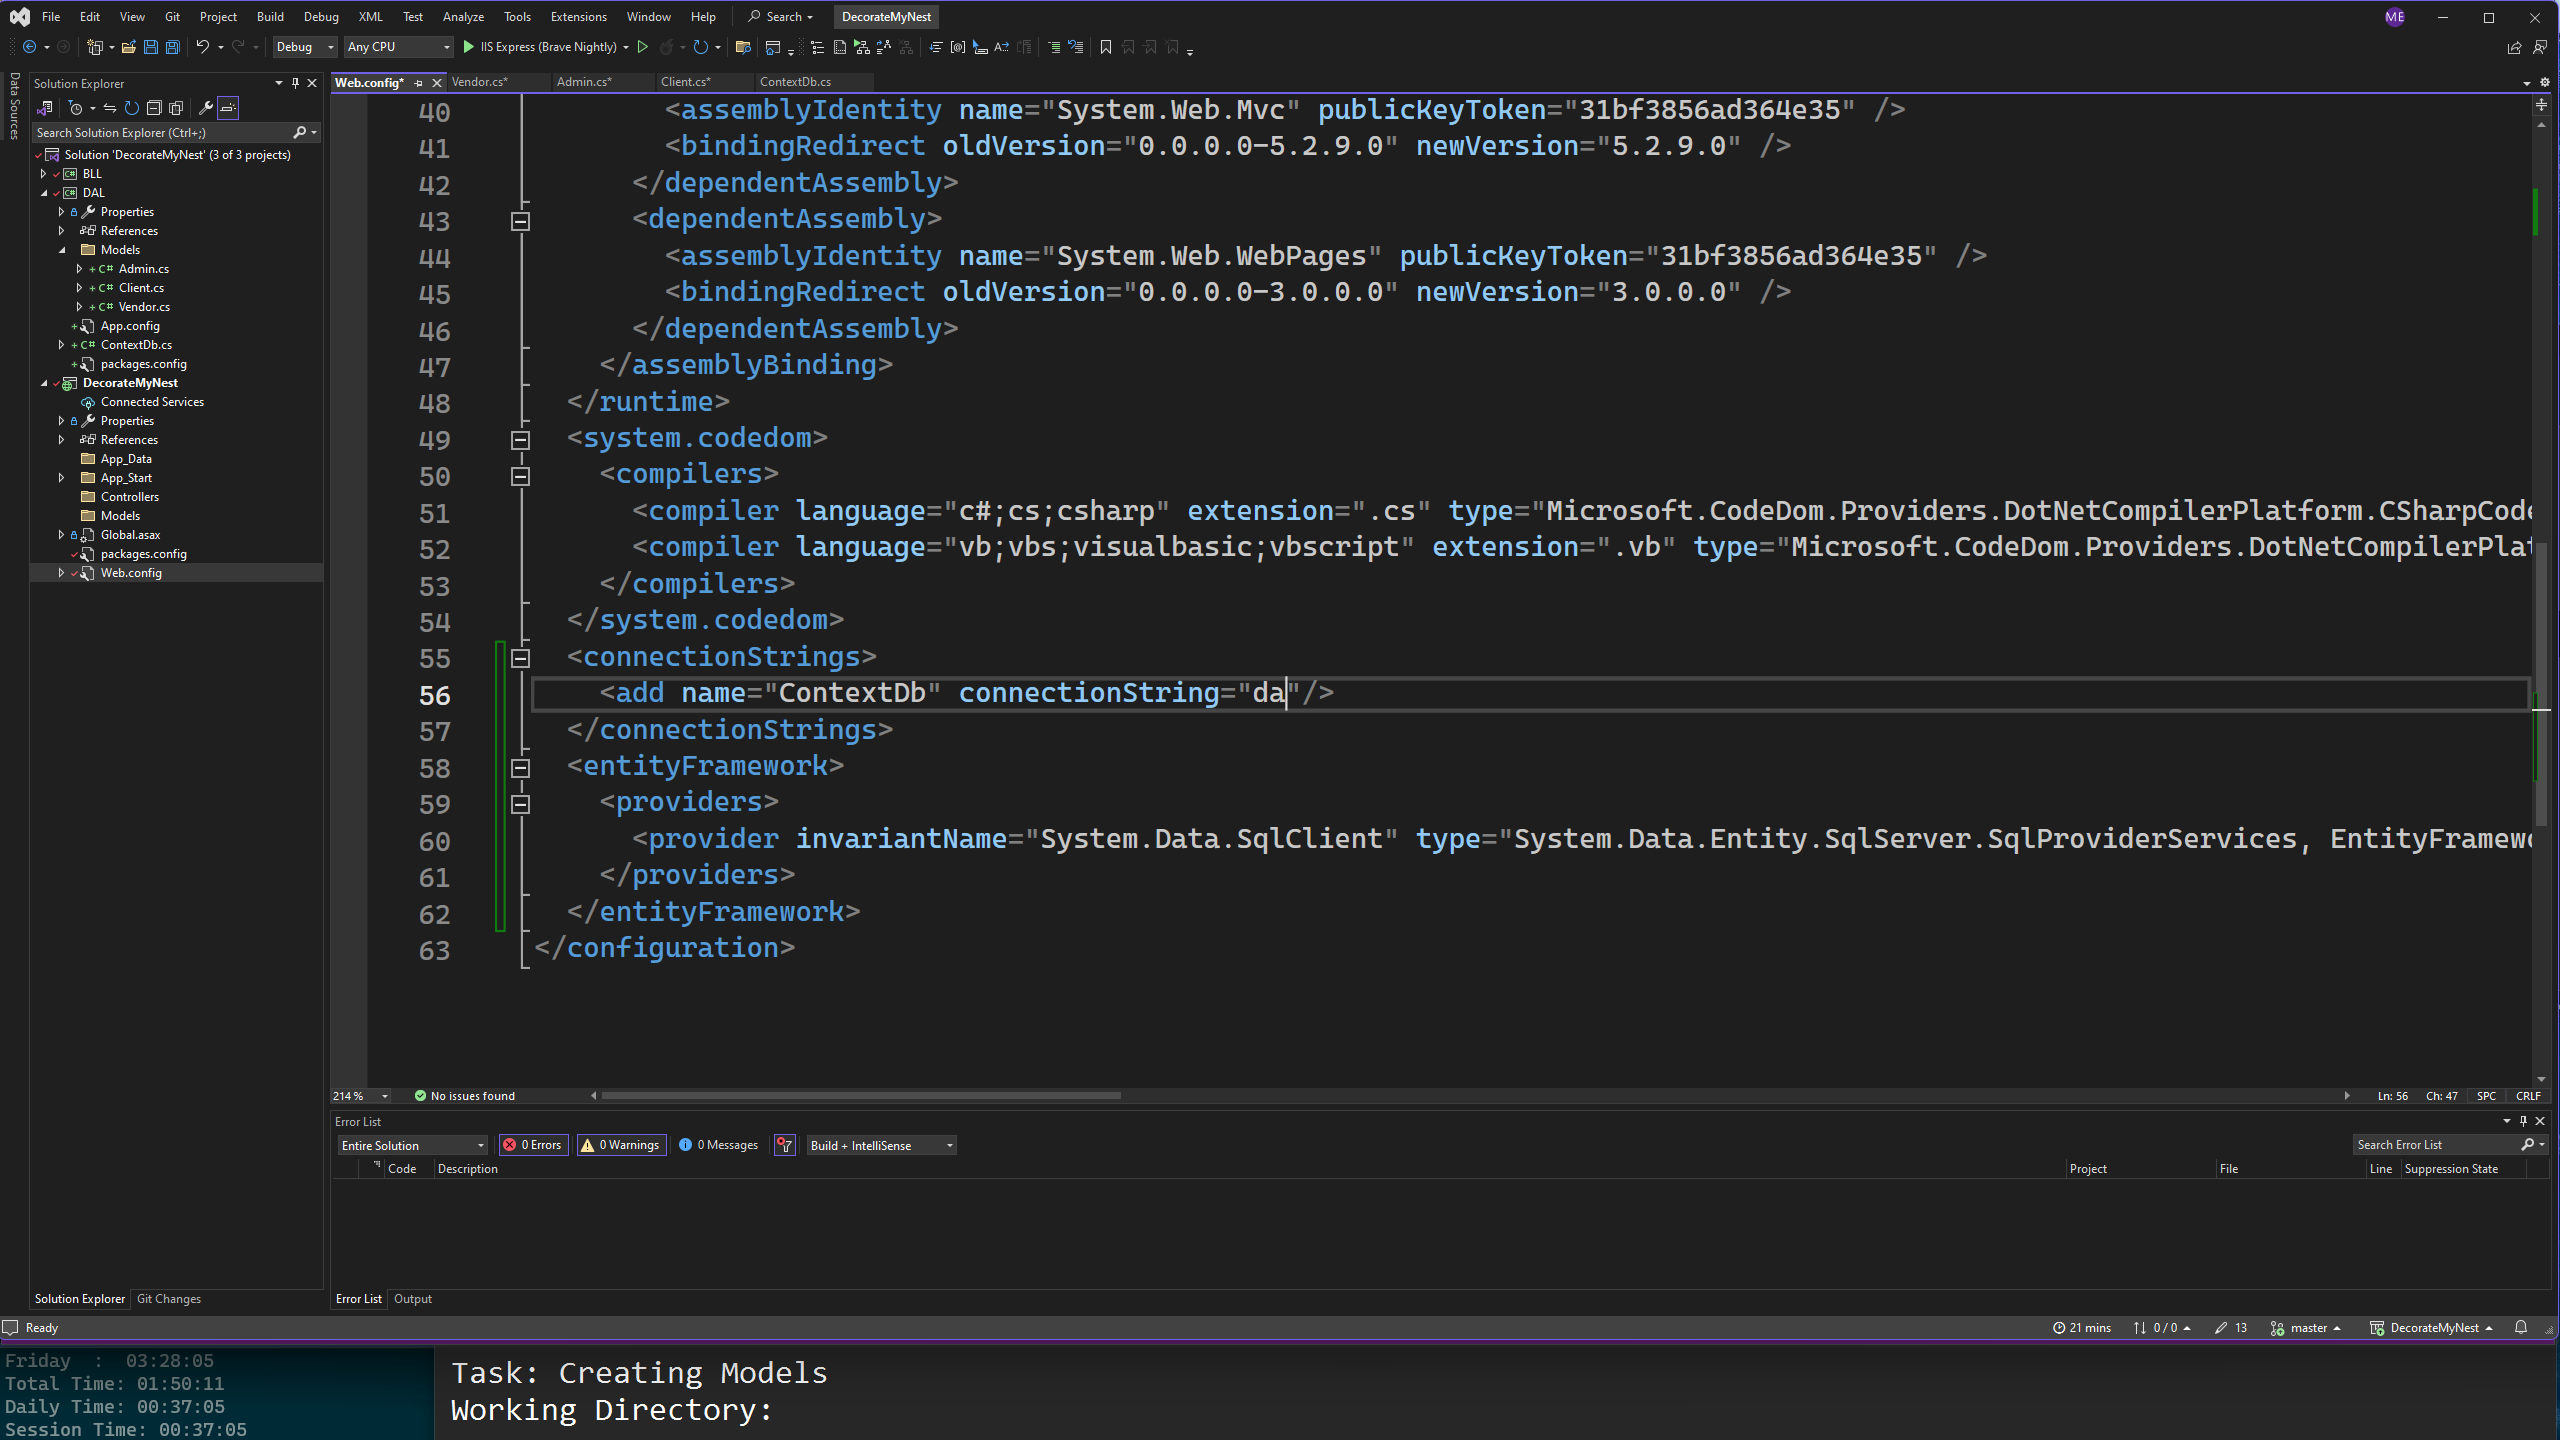 File Edit View Git Project Build Debug XML Test Analyze Tools Extensions Window Help Search DecorateMyNest ME
Debug Any CPU IIS Express (Brave Nightly)
Data Sources
Solution Explorer
Search Solution Explorer (Ctrl+;)
Solution 'DecorateMyNest' (3 of 3 projects)
BLL
DAL
Properties
References
Models
C# Admin.cs
C# Client.cs
C# Vendor.cs
App.config
C# ContextDb.cs
packages.config
DecorateMyNest
Connected Services
Properties
References
App_Data
App_Start
Controllers
Models
Global.asax
packages.config
Web.config
Solution Explorer Git Changes
Web.config* Vendor.cs* Admin.cs* Client.cs* ContextDb.cs
40 <assemblyIdentity name="System.Web.Mvc" publicKeyToken="31bf3856ad364e35" />
41 <bindingRedirect oldVersion="0.0.0.0-5.2.9.0" newVersion="5.2.9.0" />
42 </dependentAssembly>
43 <dependentAssembly>
44 <assemblyIdentity name="System.Web.WebPages" publicKeyToken="31bf3856ad364e35" />
45 <bindingRedirect oldVersion="0.0.0.0-3.0.0.0" newVersion="3.0.0.0" />
46 </dependentAssembly>
47 </assemblyBinding>
48 </runtime>
49 <system.codedom>
50 <compilers>
51 <compiler language="c#;cs;csharp" extension=".cs" type="Microsoft.CodeDom.Providers.DotNetCompilerPlatform.CSharpCode
52 <compiler language="vb;vbs;visualbasic;vbscript" extension=".vb" type="Microsoft.CodeDom.Providers.DotNetCompilerPlat
53 </compilers>
54 </system.codedom>
55 <connectionStrings>
56 <add name="ContextDb" connectionString="da"/>
57 </connectionStrings>
58 <entityFramework>
59 <providers>
60 <provider invariantName="System.Data.SqlClient" type="System.Data.Entity.SqlServer.SqlProviderServices, EntityFramewo
61 </providers>
62 </entityFramework>
63 </configuration>
214 % No issues found Ln: 56 Ch: 47 SPC CRLF
Error List
Entire Solution 0 Errors 0 Warnings 0 Messages Build + IntelliSense Search Error List
Code Description Project File Line Suppression State
Error List Output
Ready 21 mins 0 / 0 13 master DecorateMyNest
Friday : 03:28:05
Total Time: 01:50:11
Daily Time: 00:37:05
Session Time: 00:37:05
Task: Creating Models
Working Directory: